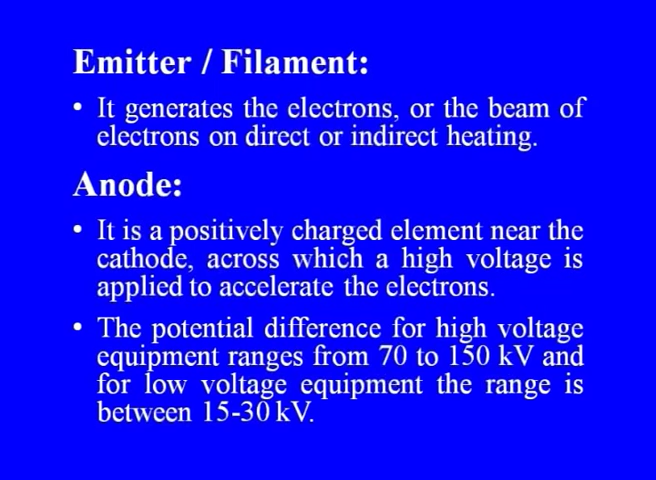 Emitter / Filament:
• It generates the electrons, or the beam of
electrons on direct or indirect heating.
Anode:
• It is a positively charged element near the
cathode, across which a high voltage is
applied to accelerate the electrons.
• The potential difference for high voltage
equipment ranges from 70 to 150 kV and
for low voltage equipment the range is
between 15-30 kV.